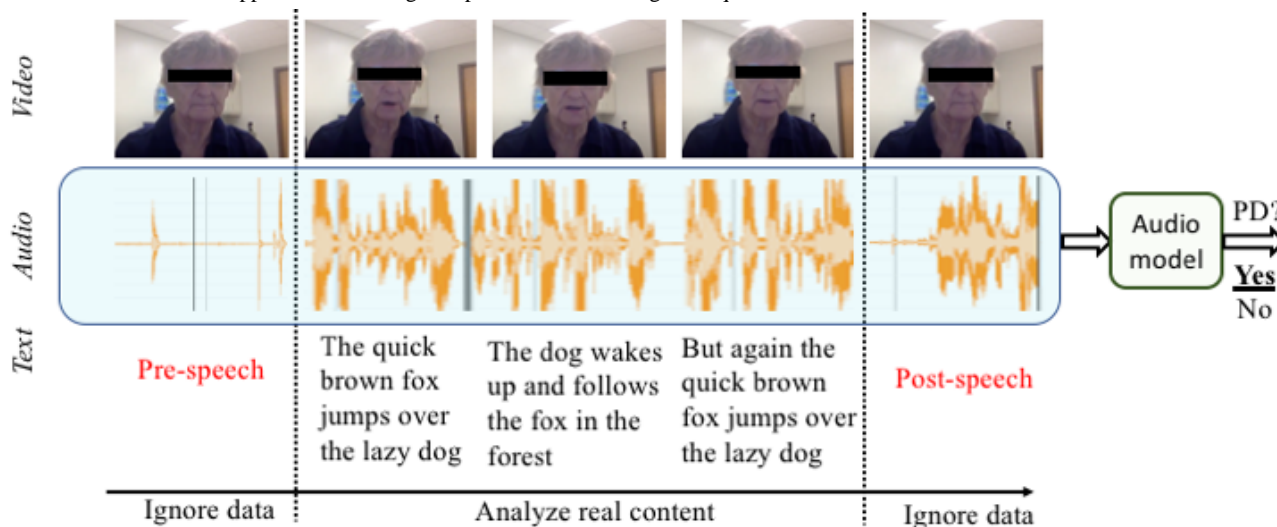 Video
Audio
Audio
model
PD?
Yes
No
Text
Pre-speech
The quick
brown fox
jumps over
the lazy dog
The dog wakes
up and follows
the fox in the
forest
But again the
quick brown
fox jumps over
the lazy dog
Post-speech
Ignore data
Analyze real content
Ignore data